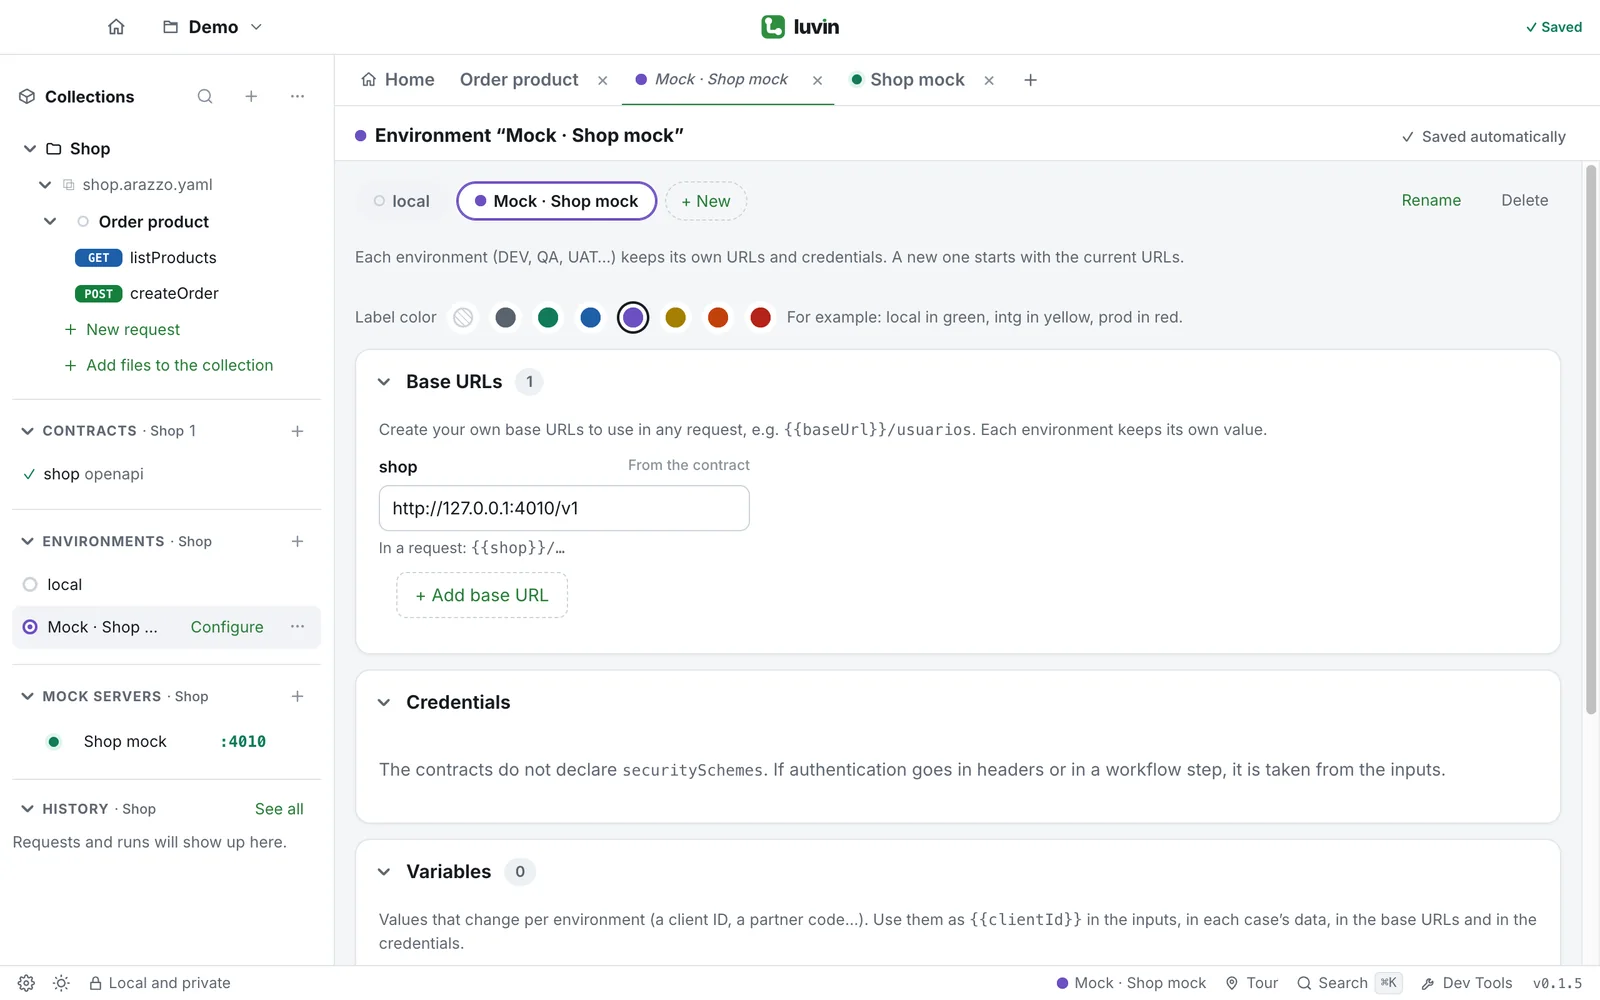 Demo
luvin
Saved
Collections
Shop
shop.arazzo.yaml
Order product
GET listProducts
POST createOrder
+ New request
+ Add files to the collection
CONTRACTS · Shop 1
shop openapi
ENVIRONMENTS · Shop
local
Mock · Shop ... Configure
MOCK SERVERS · Shop
Shop mock :4010
HISTORY · Shop See all
Requests and runs will show up here.
Home Order product Mock · Shop mock Shop mock
Environment “Mock · Shop mock”
Saved automatically
local Mock · Shop mock + New Rename Delete
Each environment (DEV, QA, UAT...) keeps its own URLs and credentials. A new one starts with the current URLs.
Label color For example: local in green, intg in yellow, prod in red.
Base URLs 1
Create your own base URLs to use in any request, e.g. {{baseUrl}}/usuarios. Each environment keeps its own value.
shop From the contract
http://127.0.0.1:4010/v1
In a request: {{shop}}/…
+ Add base URL
Credentials
The contracts do not declare securitySchemes. If authentication goes in headers or in a workflow step, it is taken from the inputs.
Variables 0
Values that change per environment (a client ID, a partner code...). Use them as {{clientId}} in the inputs, in each case’s data, in the base URLs and in the
credentials.
Local and private
Mock · Shop mock Tour Search ⌘K Dev Tools v0.1.5